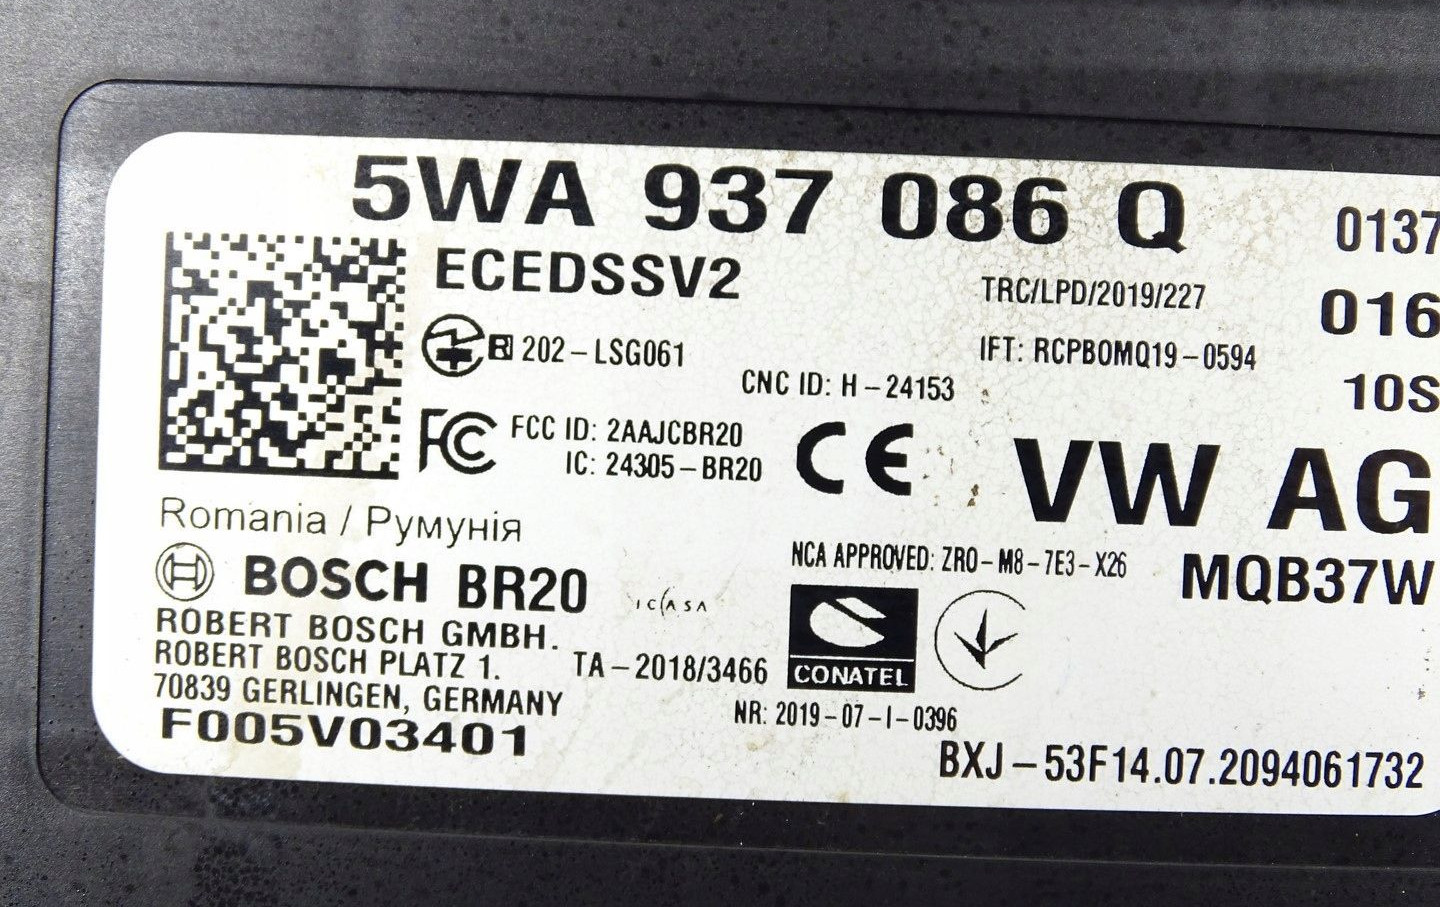 5WA 937 086 Q
0137
ECEDSSV2
TRC/LPD/2019/227
016
R 202-LSG061
IFT: RCPBOMQ19-0594
CNC ID: H-24153
10S
FC FCC ID: 2AAJCBR20
IC: 24305-BR20
CE
VW AG
Romania / Румунія
NCA APPROVED: ZRO-M8-7E3-X26
MQB37W
BOSCH BR20
ICASA
ROBERT BOSCH GMBH.
ROBERT BOSCH PLATZ 1.
TA-2018/3466
CONATEL
70839 GERLINGEN, GERMANY
NR: 2019-07-I-0396
F005V03401
BXJ-53F14.07.2094061732